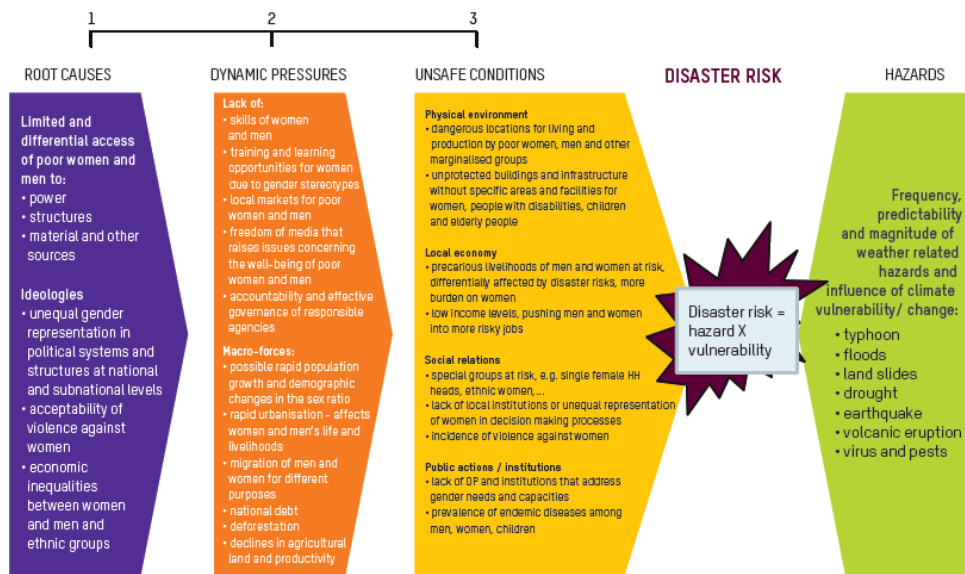 1
2
3
ROOT CAUSES
DYNAMIC PRESSURES
UNSAFE CONDITIONS
DISASTER RISK
HAZARDS
Limited and
differential access
of poor women and
men to:
• power
• structures
• material and other
sources
Ideologies
• unequal gender
representation in
political systems and
structures at national
and subnational levels
• acceptability of
violence against
women
• economic
inequalities
between women
and men and
ethnic groups
Lack of:
• skills of women
and men
• training and learning
opportunities for women
due to gender stereotypes
• local markets for poor
women and men
• freedom of media that
raises issues concerning
the well-being of poor
women and men
• accountability and effective
governance of responsible
agencies
Macro-forces:
• possible rapid population
growth and demographic
changes in the sex ratio
• rapid urbanisation - affects
women and men's life and
livelihoods
• migration of men and
women for different
purposes
• national debt
• deforestation
• declines in agricultural
land and productivity
Physical environment
• dangerous locations for living and
production by poor women, men and other
marginalised groups
• unprotected buildings and infrastructure
without specific areas and facilities for
women, people with disabilities, children
and elderly people
Local economy
• precarious livelihoods of men and women at risk,
differentially affected by disaster risks, more
burden on women
• low income levels, pushing men and women
into more risky jobs
Social relations
• special groups at risk, e.g. single female HH
heads, ethnic women,...
• lack of local institutions or unequal representation
of women in decision making processes
• incidence of violence against women
Public actions / institutions
• lack of DP and institutions that address
gender needs and capacities
• prevalence of endemic diseases among
men, women, children
Disaster risk =
hazard X
vulnerability
Frequency,
predictability
and magnitude of
weather related
hazards and
influence of climate
vulnerability/ change:
• typhoon
• floods
• land slides
• drought
• earthquake
• volcanic eruption
• virus and pests